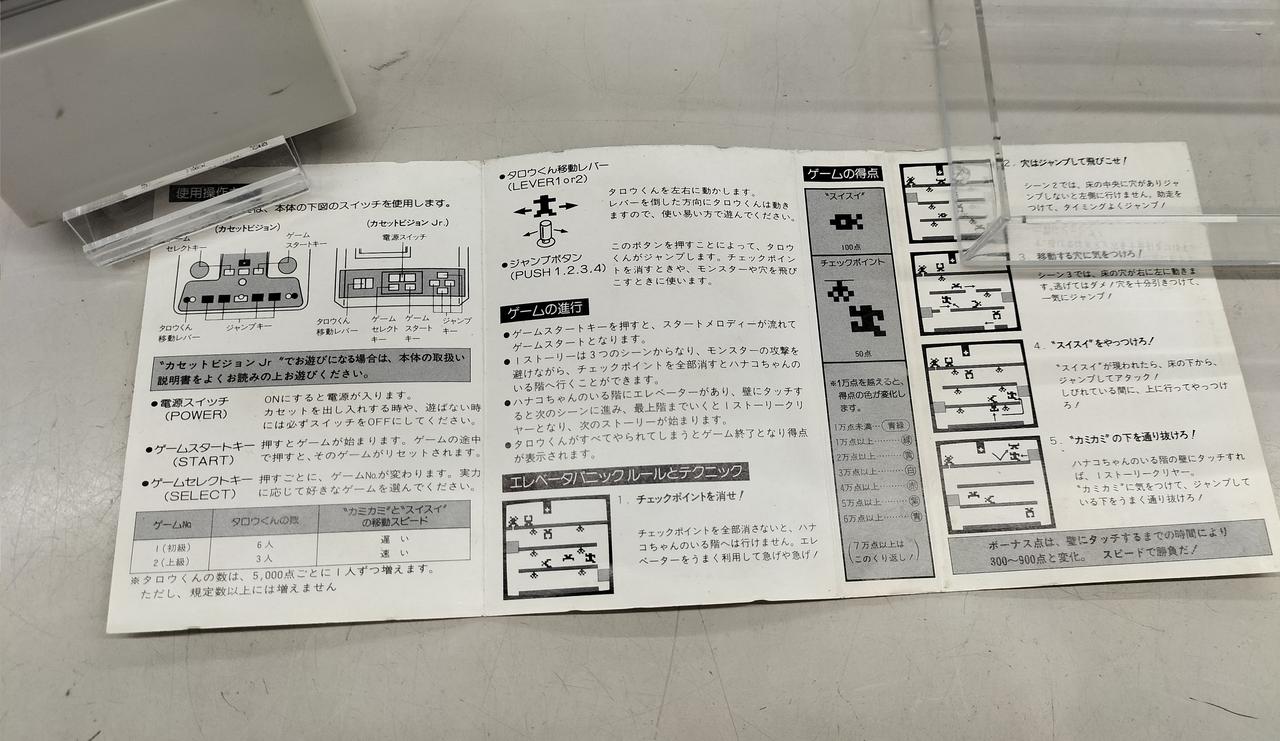 使用操作
は、本体の下図のスイッチを使用します。
(カセットビジョン)
ゲーム
セレクトキー
ゲーム
スタートキー
タロウくん
移動レバー
ジャンプキー
(カセットビジョン Jr.)
電源スイッチ
タロウくん
移動レバー
ゲーム
セレクト
キー
ゲーム
スタート
キー
ジャンプ
キー
"カセットビジョン Jr "でお遊びになる場合は、本体の取扱い
説明書をよくお読みの上お遊びください。
●電源スイッチ
(POWER)
ONにすると電源が入ります。
カセットを出し入れする時や、遊ばない時
には必ずスイッチをOFFにしてください。
●ゲームスタートキー
(START)
押すとゲームが始まります。ゲームの途中
で押すと、そのゲームがリセットされます。
●ゲームセレクトキー
(SELECT)
押すごとに、ゲームNo.が変わります。実力
に応じて好きなゲームを選んでください。
ゲームNo. タロウくんの数 "カミカミ"と"スイスイ"
の移動スピード
1(初級) 6人 遅い
2(上級) 3人 速い
※タロウくんの数は、5,000点ごとに1人ずつ増えます。
ただし、規定数以上には増えません
●タロウくん移動レバー
(LEVER1or2)
タロウくんを左右に動かします。
レバーを倒した方向にタロウくんは動き
ますので、使い易い方で遊んでください。
●ジャンプボタン
(PUSH 1.2.3.4)
このボタンを押すことによって、タロウ
くんがジャンプします。チェックポイン
トを消すときや、モンスターや穴を飛び
こすときに使います。
ゲームの進行
●ゲームスタートキーを押すと、スタートメロディーが流れて
ゲームスタートとなります。
●1ストーリーは3つのシーンからなり、モンスターの攻撃を
避けながら、チェックポイントを全部消すとハナコちゃんの
いる階へ行くことができます。
●ハナコちゃんのいる階にエレベーターがあり、壁にタッチす
ると次のシーンに進み、最上階までいくと1ストーリークリ
ヤーとなり、次のストーリーが始まります。
●タロウくんがすべてやられてしまうとゲーム終了となり得点
が表示されます。
エレベータパニックルールとテクニック
1. チェックポイントを消せ!
チェックポイントを全部消さないと、ハナ
コちゃんのいる階へは行けません。エレ
ベーターをうまく利用して急げや急げ!
ゲームの得点
"スイスイ"
100点
チェックポイント
50点
※1万点を越えると、
得点の色が変化し
ます。
1万点未満…(青緑)
1万点以上…(緑)
2万点以上…(黄)
3万点以上…(白)
4万点以上…(赤)
5万点以上…(紫)
6万点以上…(青)
(7万点以上は
このくり返し!)
2. 穴はジャンプして飛びこせ!
シーン2では、床の中央に穴がありジャ
ンプしないと左側に行けません。助走を
つけて、タイミングよくジャンプ!
3. 移動する穴に気をつけろ!
シーン3では、床の穴が右に左に動きま
す。逃げてはダメ!穴を十分引きつけて、
一気にジャンプ!
4. "スイスイ"をやっつけろ!
"スイスイ"が現われたら、床の下から、
ジャンプしてアタック!
しびれている間に、上に行ってやっつけ
ろ!
5. "カミカミ"の下を通り抜けろ!
ハナコちゃんのいる階の壁にタッチすれ
ば、1ストーリークリヤー。
"カミカミ"に気をつけて、ジャンプして
いる下をうまく通り抜けろ!
ボーナス点は、壁にタッチするまでの時間により
300〜900点と変化。 スピードで勝負だ!